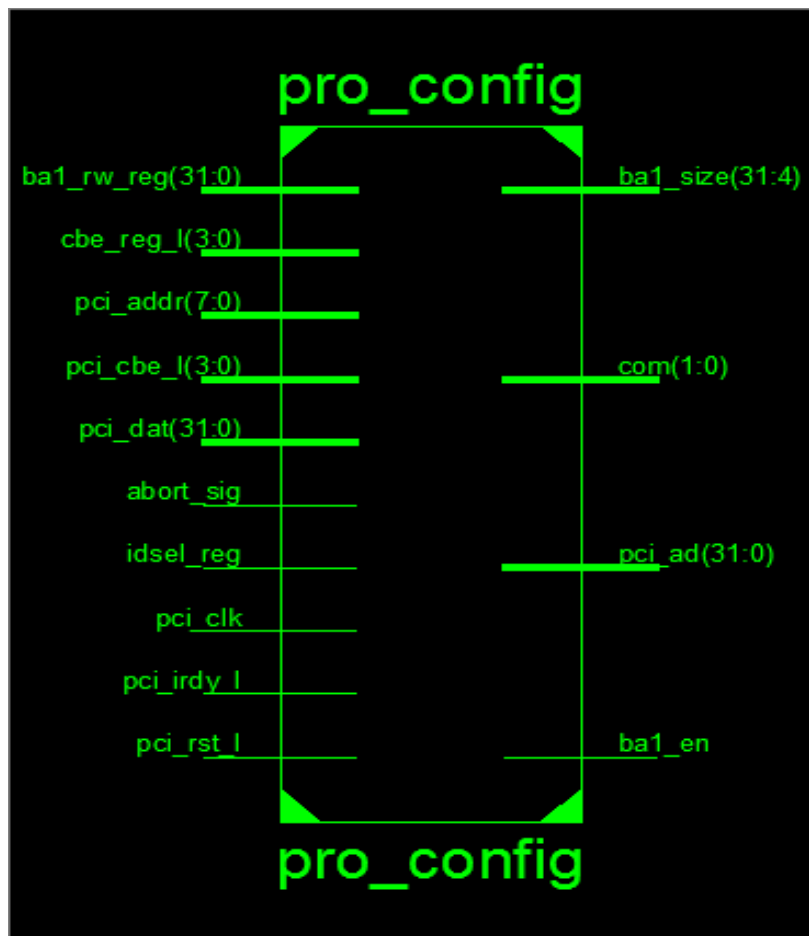 pro_config
ba1_rw_reg(31:0)
ba1_size(31:4)
cbe_reg_l(3:0)
pci_addr(7:0)
pci_cbe_l(3:0)
com(1:0)
pci_dat(31:0)
abort_sig
idsel_reg
pci_ad(31:0)
pci_clk
pci_irdy_l
pci_rst_l
ba1_en
pro_config